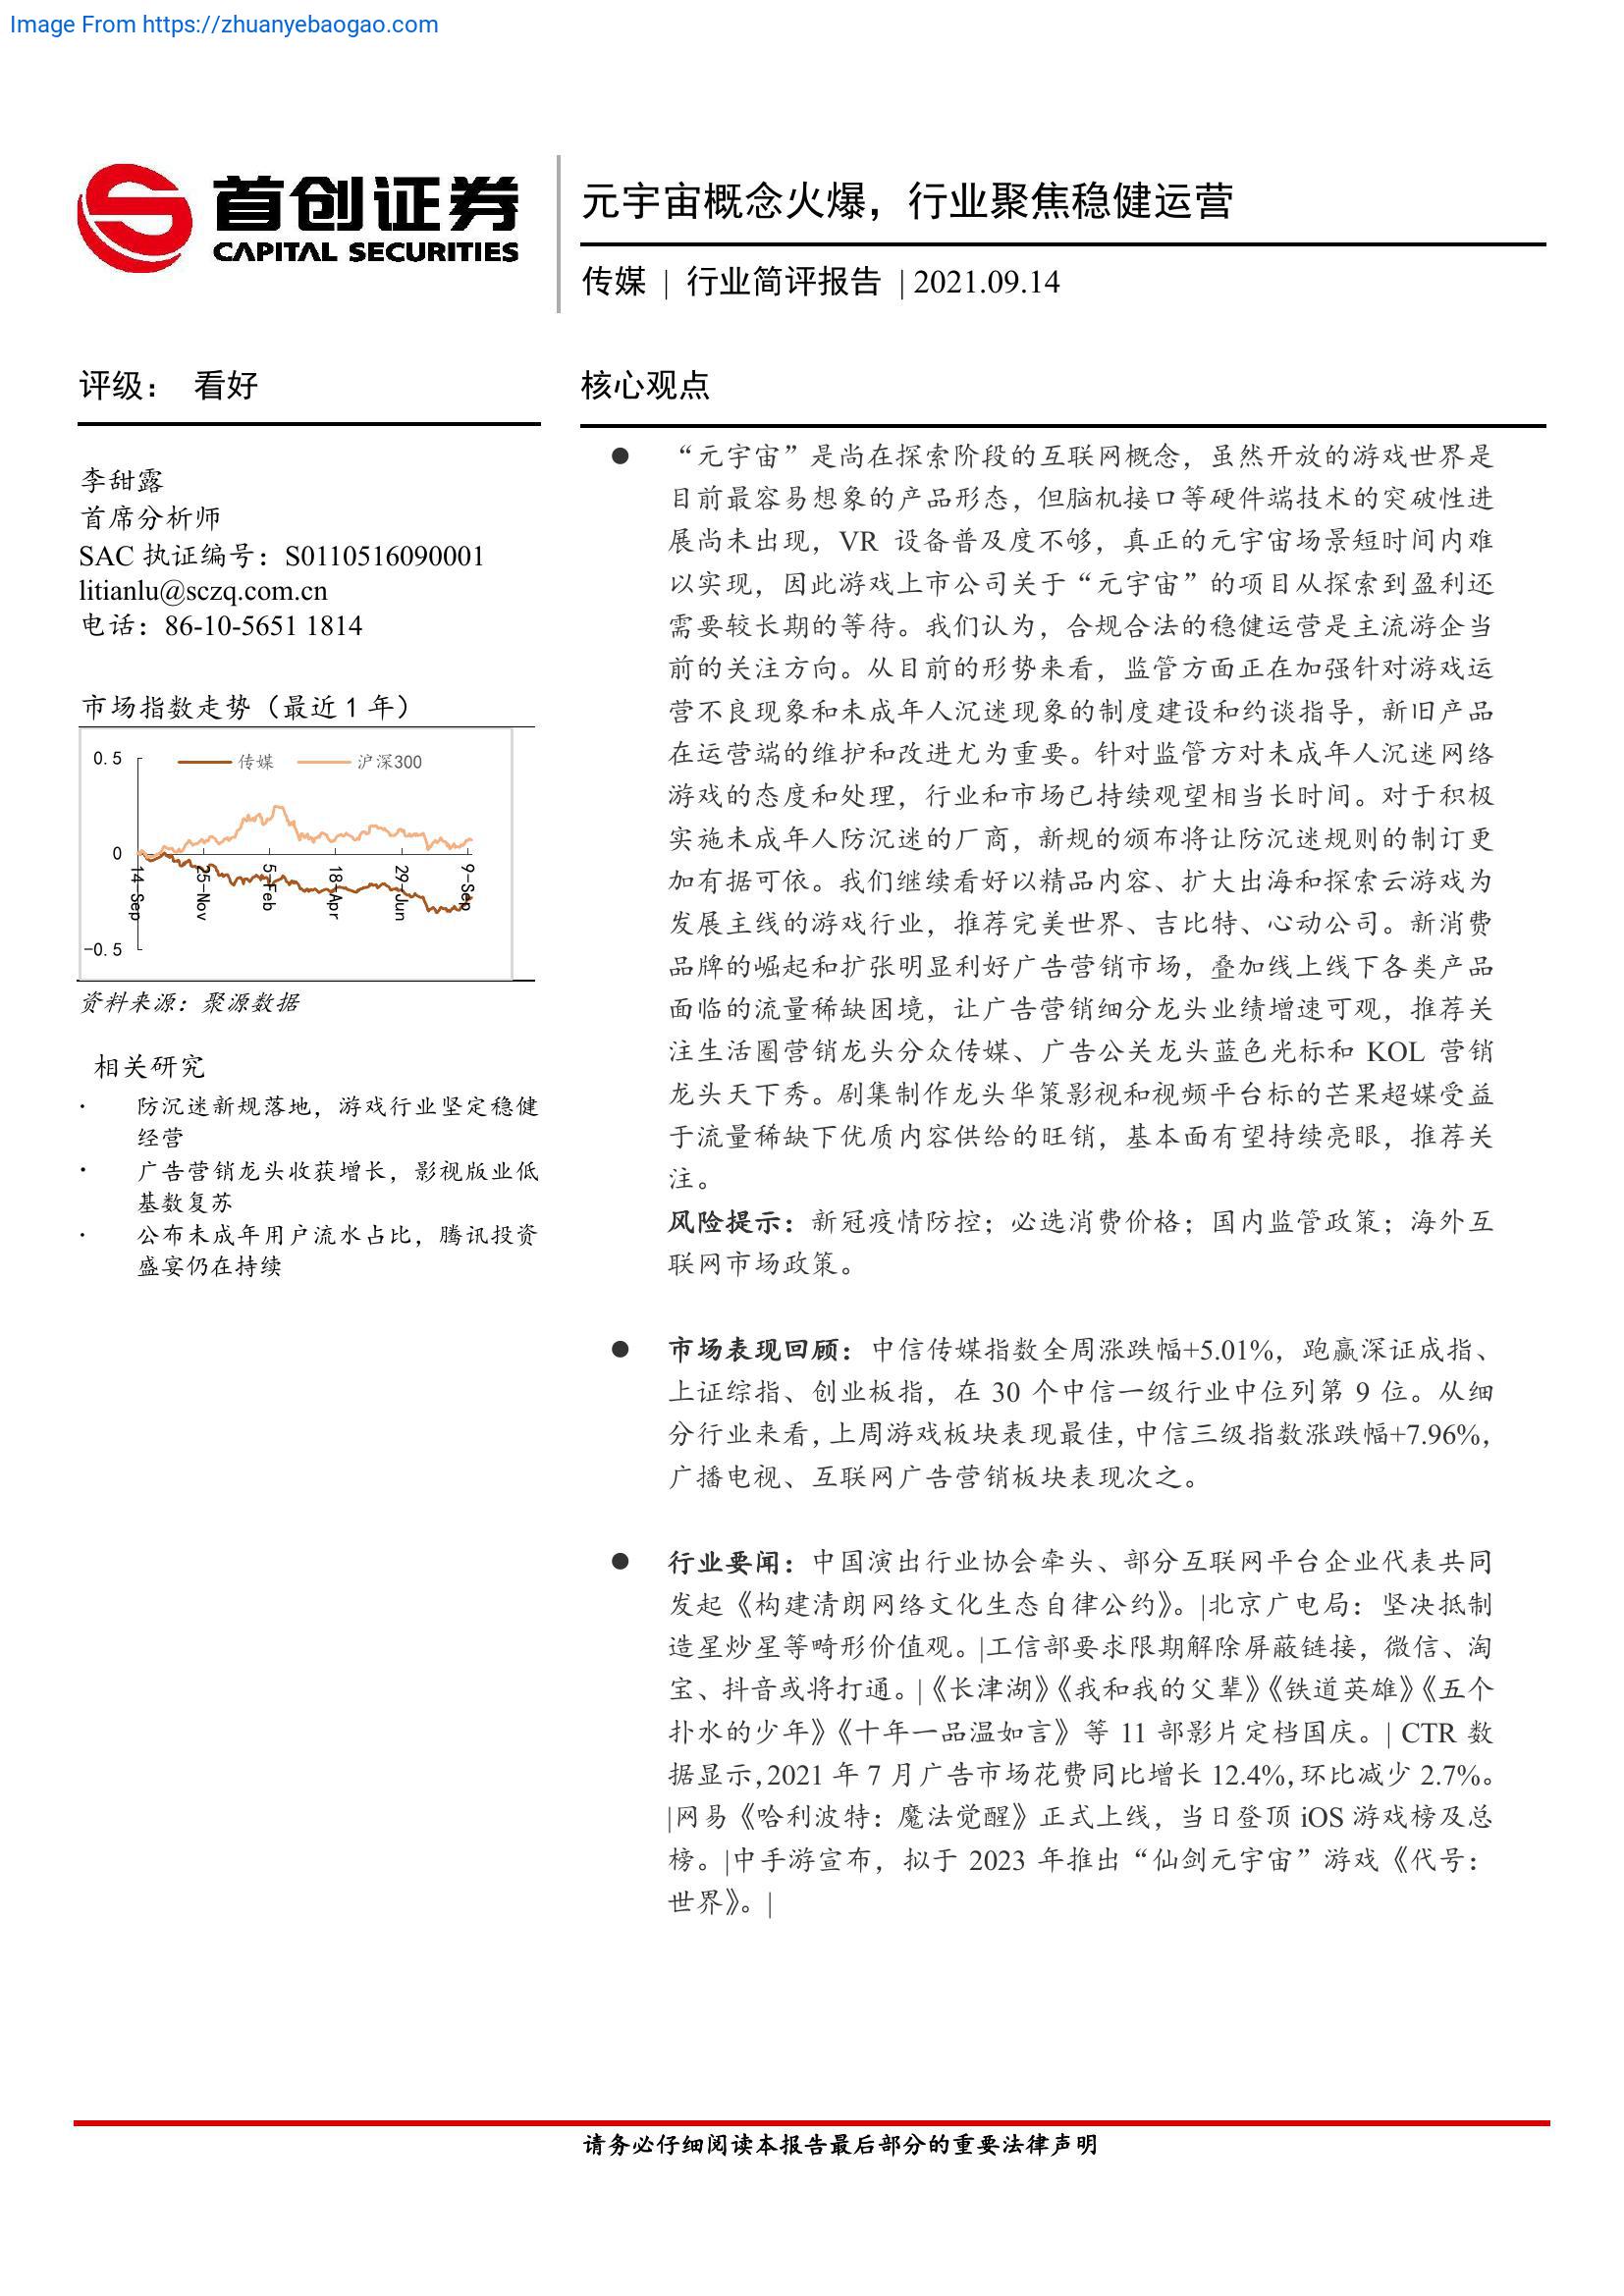 Image From https://zhuanyebaogao.com
首创证券
CAPITAL SECURITIES
元宇宙概念火爆，行业聚焦稳健运营
传媒 | 行业简评报告 | 2021.09.14
评级： 看好
李甜露
首席分析师
SAC 执证编号：S0110516090001
litianlu@sczq.com.cn
电话：86-10-5651 1814
市场指数走势（最近 1 年）
传媒 沪深300
0.5
0
-0.5
14-Sep
25-Nov
5-Feb
18-Apr
29-Jun
9-Sep
资料来源：聚源数据
相关研究
· 防沉迷新规落地，游戏行业坚定稳健
经营
· 广告营销龙头收获增长，影视版业低
基数复苏
· 公布未成年用户流水占比，腾讯投资
盛宴仍在持续
核心观点
● “元宇宙”是尚在探索阶段的互联网概念，虽然开放的游戏世界是
目前最容易想象的产品形态，但脑机接口等硬件端技术的突破性进
展尚未出现，VR 设备普及度不够，真正的元宇宙场景短时间内难
以实现，因此游戏上市公司关于“元宇宙”的项目从探索到盈利还
需要较长期的等待。我们认为，合规合法的稳健运营是主流游企当
前的关注方向。从目前的形势来看，监管方面正在加强针对游戏运
营不良现象和未成年人沉迷现象的制度建设和约谈指导，新旧产品
在运营端的维护和改进尤为重要。针对监管方对未成年人沉迷网络
游戏的态度和处理，行业和市场已持续观望相当长时间。对于积极
实施未成年人防沉迷的厂商，新规的颁布将让防沉迷规则的制订更
加有据可依。我们继续看好以精品内容、扩大出海和探索云游戏为
发展主线的游戏行业，推荐完美世界、吉比特、心动公司。新消费
品牌的崛起和扩张明显利好广告营销市场，叠加线上线下各类产品
面临的流量稀缺困境，让广告营销细分龙头业绩增速可观，推荐关
注生活圈营销龙头分众传媒、广告公关龙头蓝色光标和 KOL 营销
龙头天下秀。剧集制作龙头华策影视和视频平台标的芒果超媒受益
于流量稀缺下优质内容供给的旺销，基本面有望持续亮眼，推荐关
注。
风险提示：新冠疫情防控；必选消费价格；国内监管政策；海外互
联网市场政策。
● 市场表现回顾：中信传媒指数全周涨跌幅+5.01%，跑赢深证成指、
上证综指、创业板指，在 30 个中信一级行业中位列第 9 位。从细
分行业来看，上周游戏板块表现最佳，中信三级指数涨跌幅+7.96%，
广播电视、互联网广告营销板块表现次之。
● 行业要闻：中国演出行业协会牵头、部分互联网平台企业代表共同
发起《构建清朗网络文化生态自律公约》。|北京广电局：坚决抵制
造星炒星等畸形价值观。|工信部要求限期解除屏蔽链接，微信、淘
宝、抖音或将打通。|《长津湖》《我和我的父辈》《铁道英雄》《五个
扑水的少年》《十年一品温如言》等 11 部影片定档国庆。| CTR 数
据显示，2021 年 7 月广告市场花费同比增长 12.4%，环比减少 2.7%。
|网易《哈利波特：魔法觉醒》正式上线，当日登顶 iOS 游戏榜及总
榜。|中手游宣布，拟于 2023 年推出“仙剑元宇宙”游戏《代号：
世界》。|
请务必仔细阅读本报告最后部分的重要法律声明